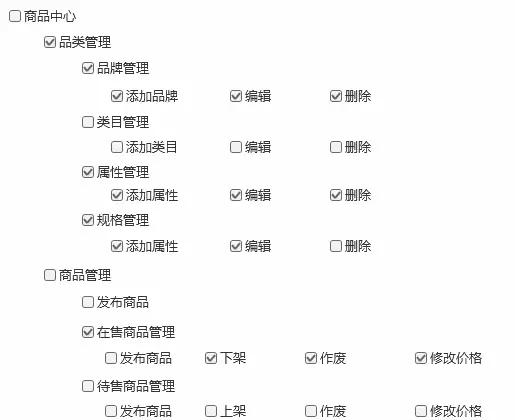 商品中心
品类管理
品牌管理
添加品牌 编辑 删除
类目管理
添加类目 编辑 删除
属性管理
添加属性 编辑 删除
规格管理
添加属性 编辑 删除
商品管理
发布商品
在售商品管理
发布商品 下架 作废 修改价格
待售商品管理
发布商品 上架 作废 修改价格